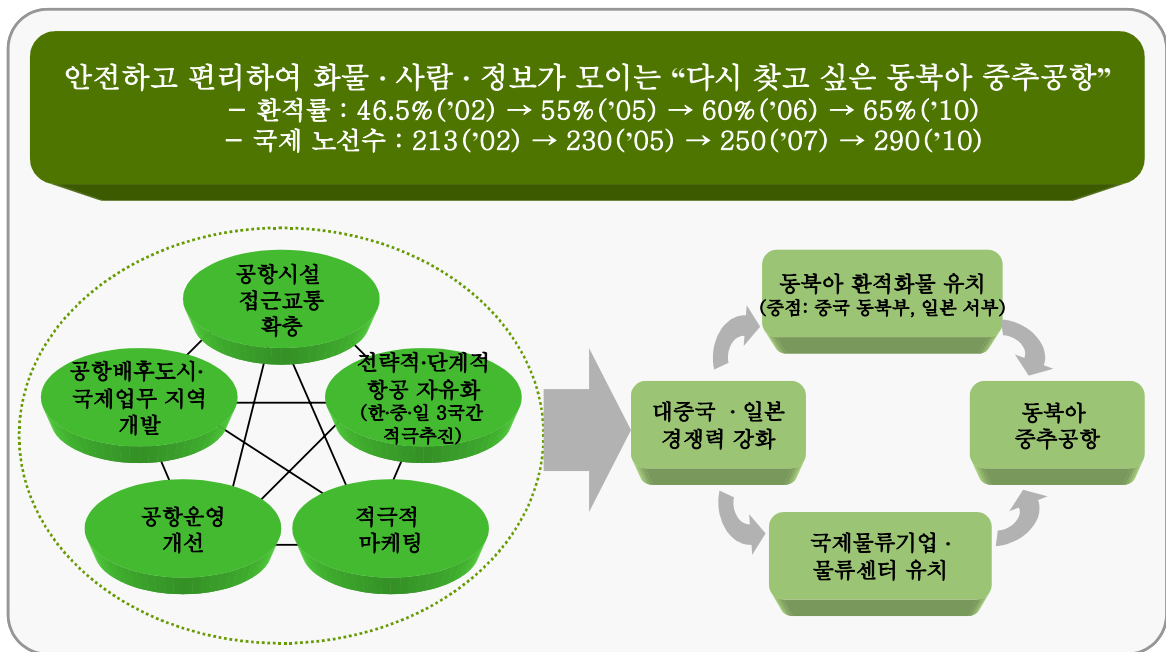 안전하고 편리하여 화물 · 사람 · 정보가 모이는 “다시 찾고 싶은 동북아 중추공항”
– 환적률 : 46.5%(’02) → 55%(’05) → 60%(’06) → 65%(’10)
– 국제 노선수 : 213(’02) → 230(’05) → 250(’07) → 290(’10)
공항시설
접근교통
확충
공항배후도시·
국제업무 지역
개발
전략적·단계적
항공 자유화
(한·중·일 3국간
적극추진)
공항운영
개선
적극적
마케팅
동북아 환적화물 유치
(중점: 중국 동북부, 일본 서부)
대중국 · 일본
경쟁력 강화
동북아
중추공항
국제물류기업 ·
물류센터 유치